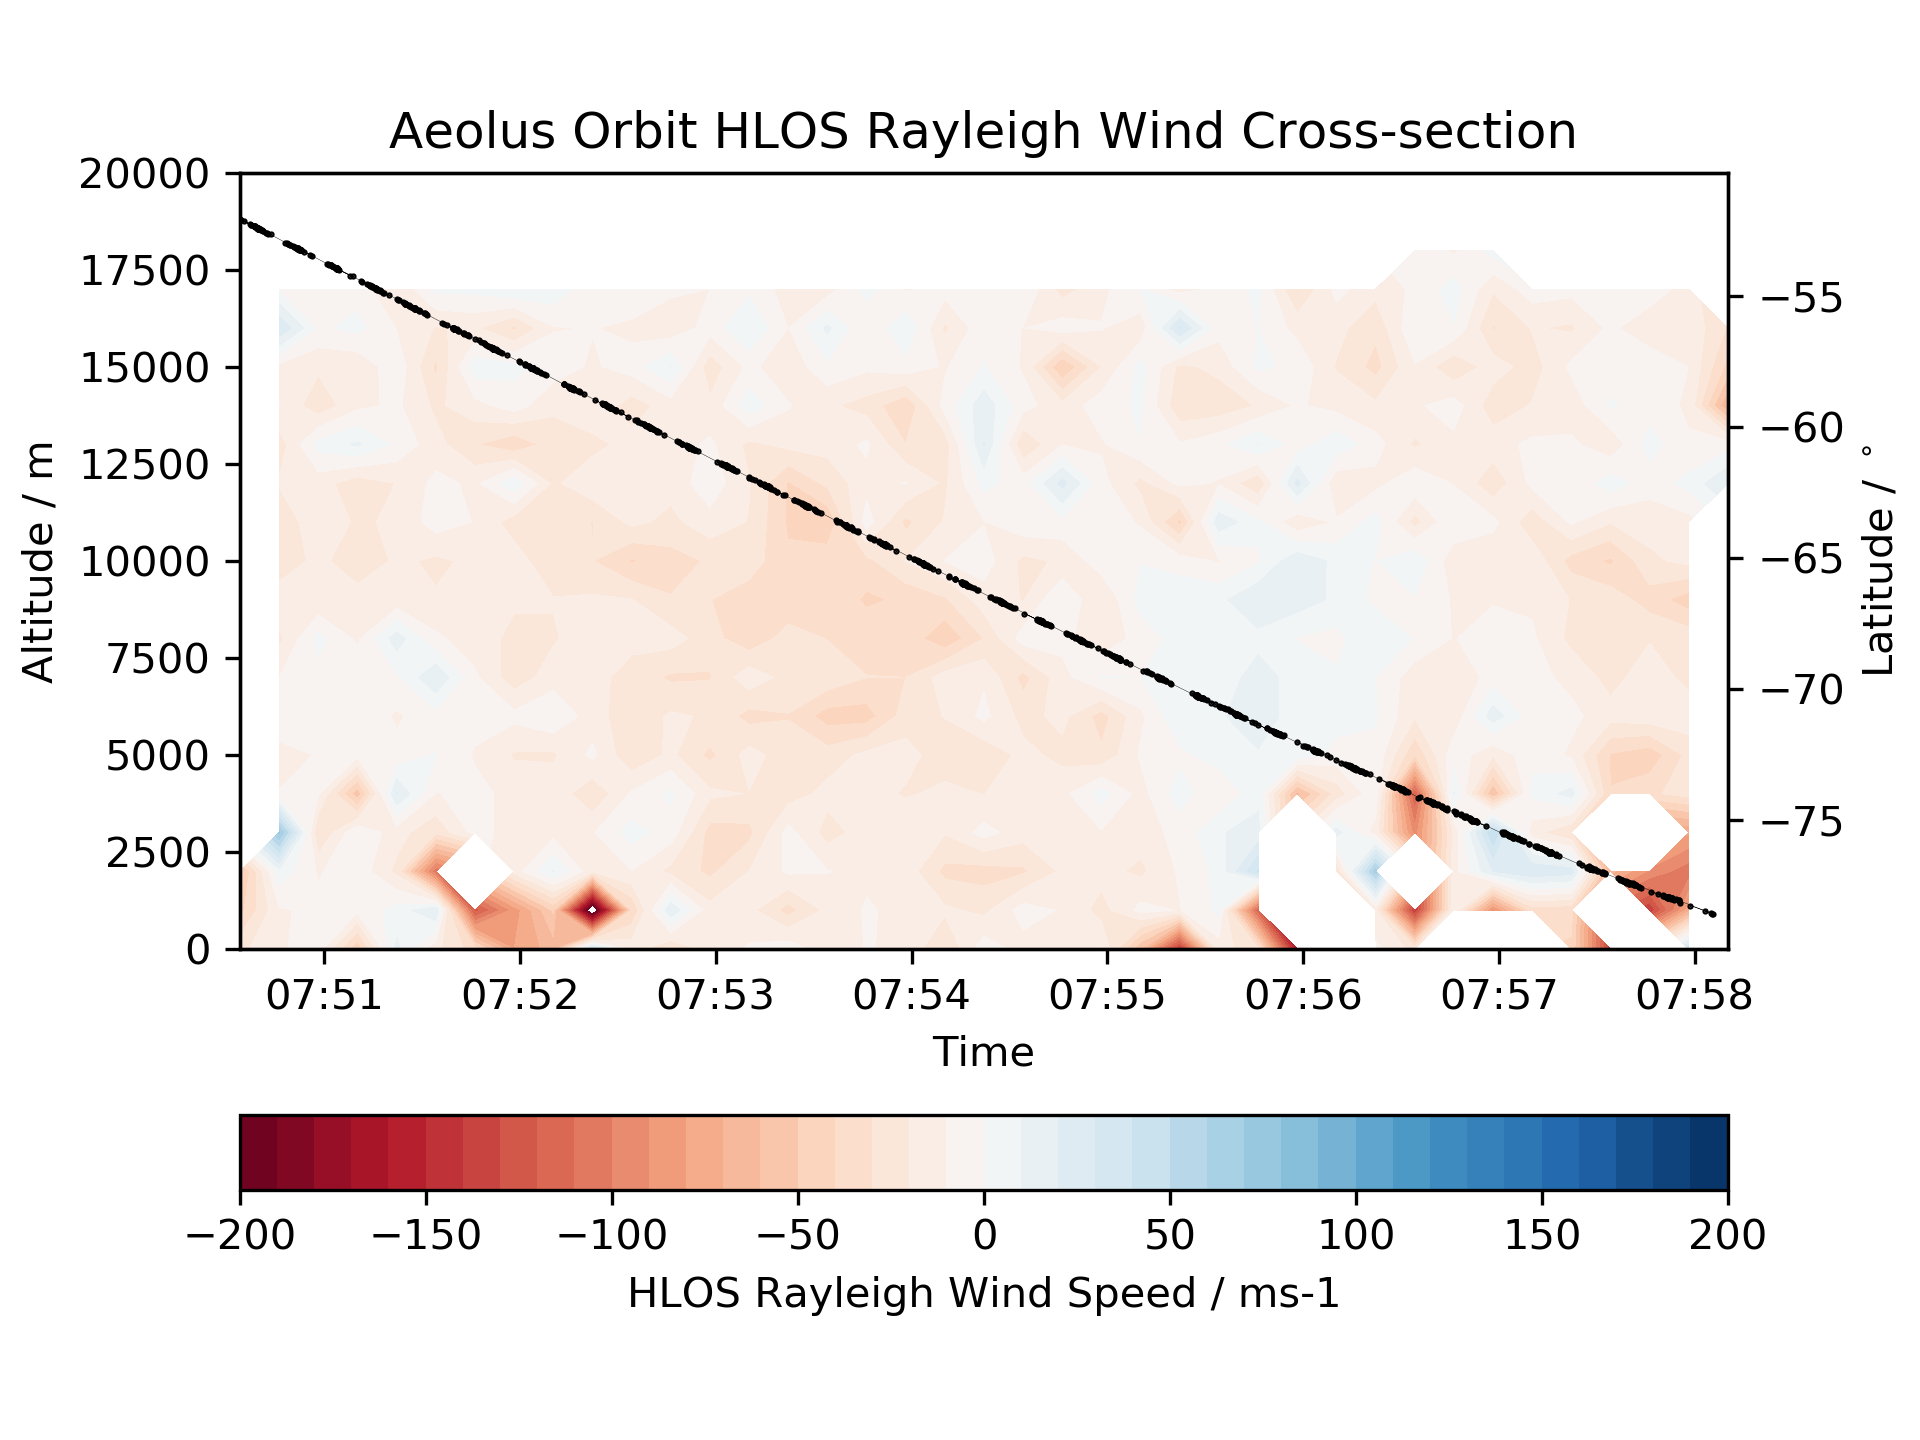 Aeolus Orbit HLOS Rayleigh Wind Cross-section
20000
17500
15000
12500
10000
7500
5000
2500
0
Altitude / m
−55
−60
−65
−70
−75
Latitude / °
07:51 07:52 07:53 07:54 07:55 07:56 07:57 07:58
Time
−200 −150 −100 −50 0 50 100 150 200
HLOS Rayleigh Wind Speed / ms-1